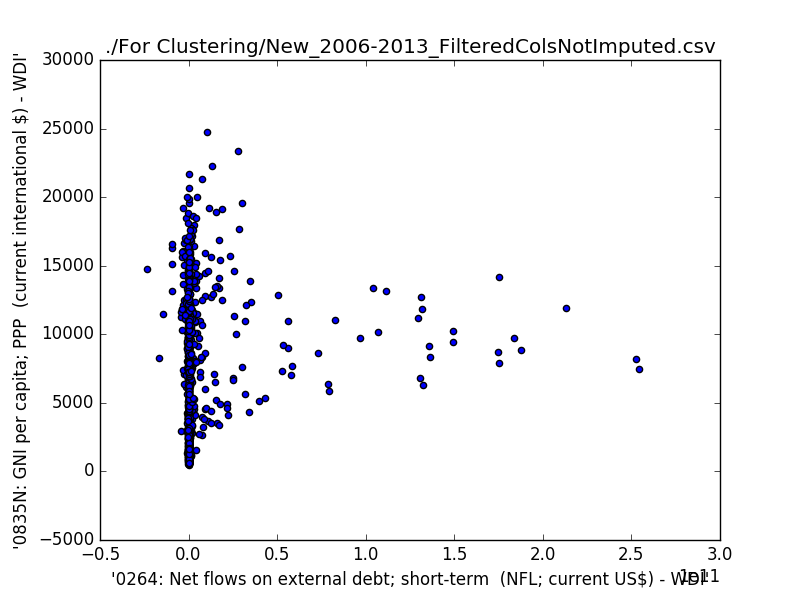 ./For Clustering/New_2006-2013_FilteredColsNotImputed.csv
'0835N: GNI per capita; PPP  (current international $) - WDI'
30000
25000
20000
15000
10000
5000
0
−5000
−0.5 0.0 0.5 1.0 1.5 2.0 2.5 3.0
1e11
'0264: Net flows on external debt; short-term  (NFL; current US$) - WDI'